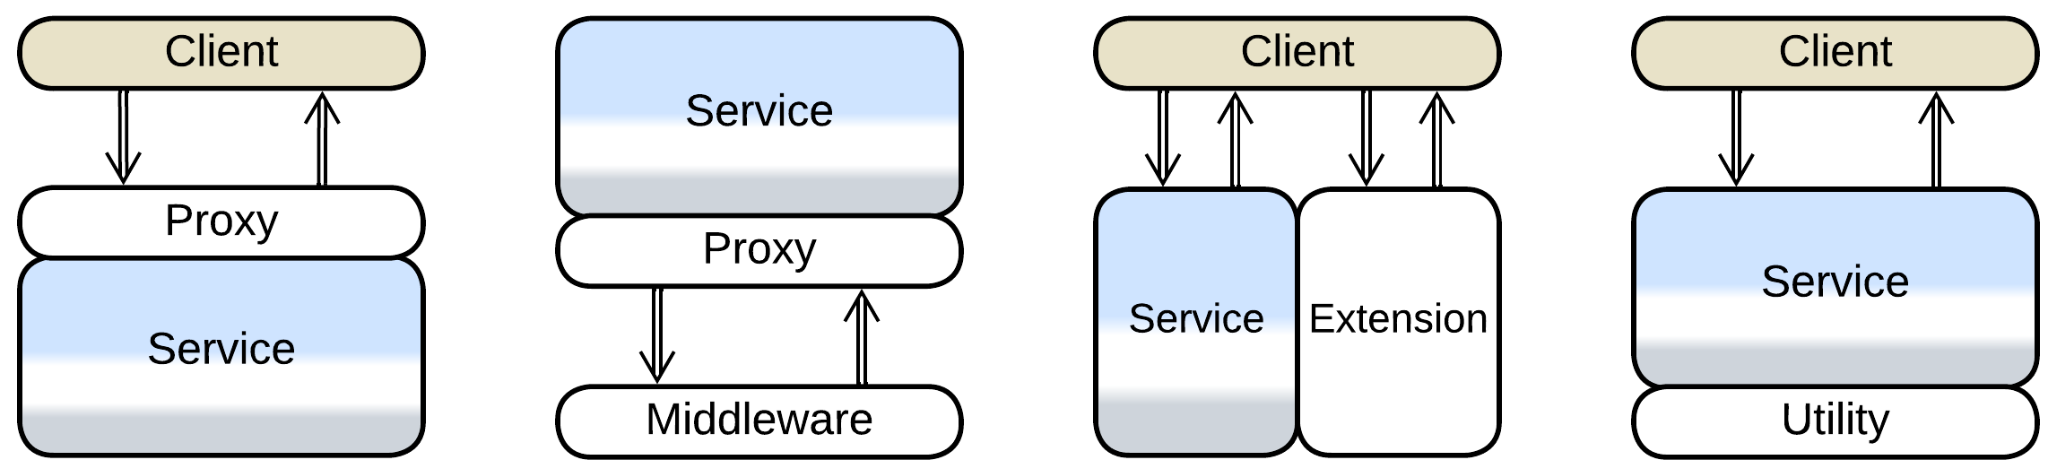 Client
Proxy
Service
Service
Proxy
Middleware
Client
Service
Extension
Client
Service
Utility